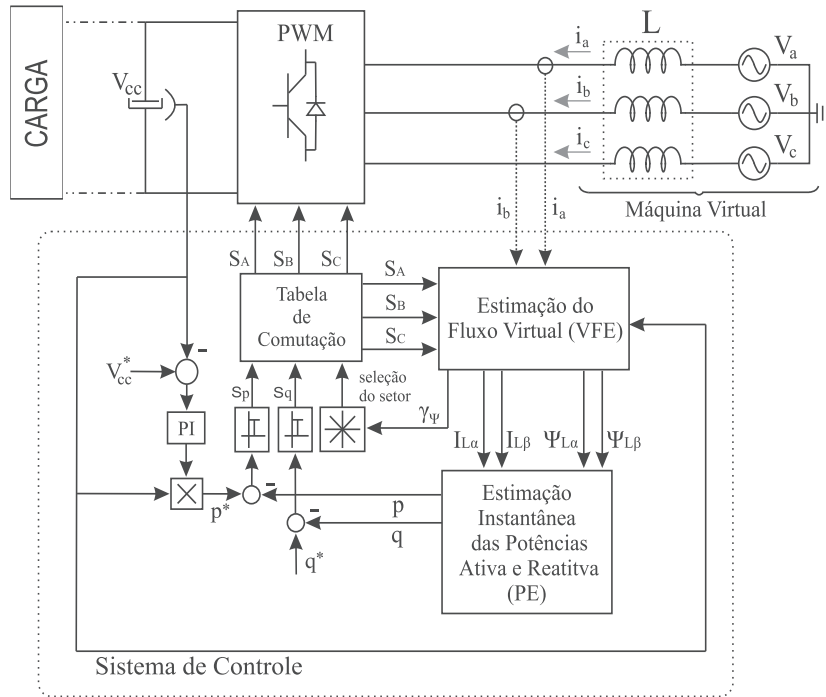 CARGA
Vcc
PWM
ia
ib
ic
L
Va
Vb
Vc
Máquina Virtual
ib
ia
SA
SB
SC
Tabela
de
Comutação
SA
SB
SC
Estimação do
Fluxo Virtual (VFE)
Vcc*
-
PI
p*
-
Sp
Sq
seleção
do setor
γΨ
ILα
ILβ
ΨLα
ΨLβ
-
q*
p
q
Estimação
Instantânea
das Potências
Ativa e Reatitva
(PE)
Sistema de Controle